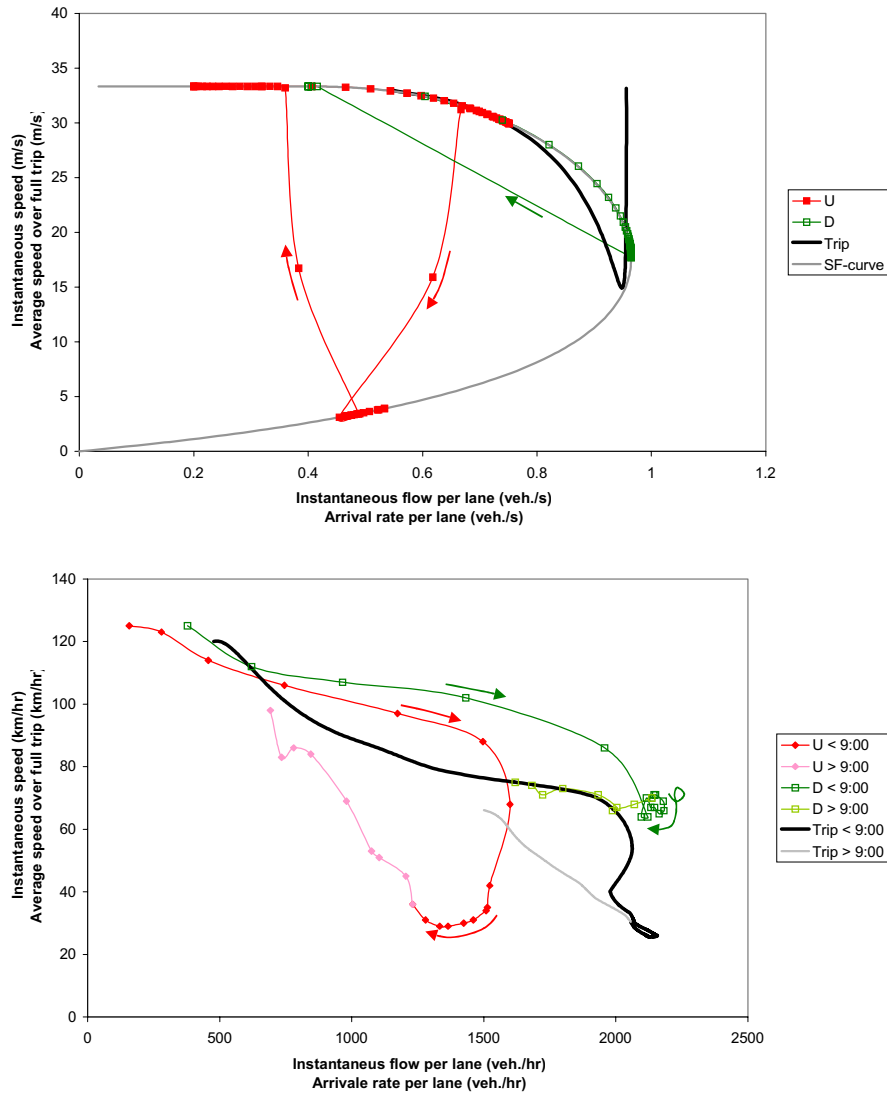 40
35
30
25
20
15
10
5
0
Instantaneous speed (m/s)
Average speed over full trip (m/s)
0
0.2
0.4
0.6
0.8
1
1.2
Instantaneous flow per lane (veh./s)
Arrival rate per lane (veh./s)
U
D
Trip
SF-curve
140
120
100
80
60
40
20
0
Instantaneous speed (km/hr)
Average speed over full trip (km/hr)
0
500
1000
1500
2000
2500
Instantaneus flow per lane (veh./hr)
Arrivale rate per lane (veh./hr)
U < 9:00
U > 9:00
D < 9:00
D > 9:00
Trip < 9:00
Trip > 9:00